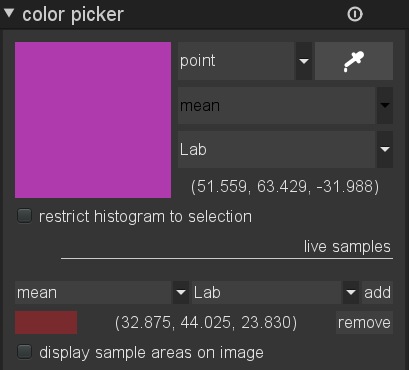 color picker
point
mean
Lab
(51.559, 63.429, -31.988)
restrict histogram to selection
live samples
mean Lab add
(32.875, 44.025, 23.830) remove
display sample areas on image